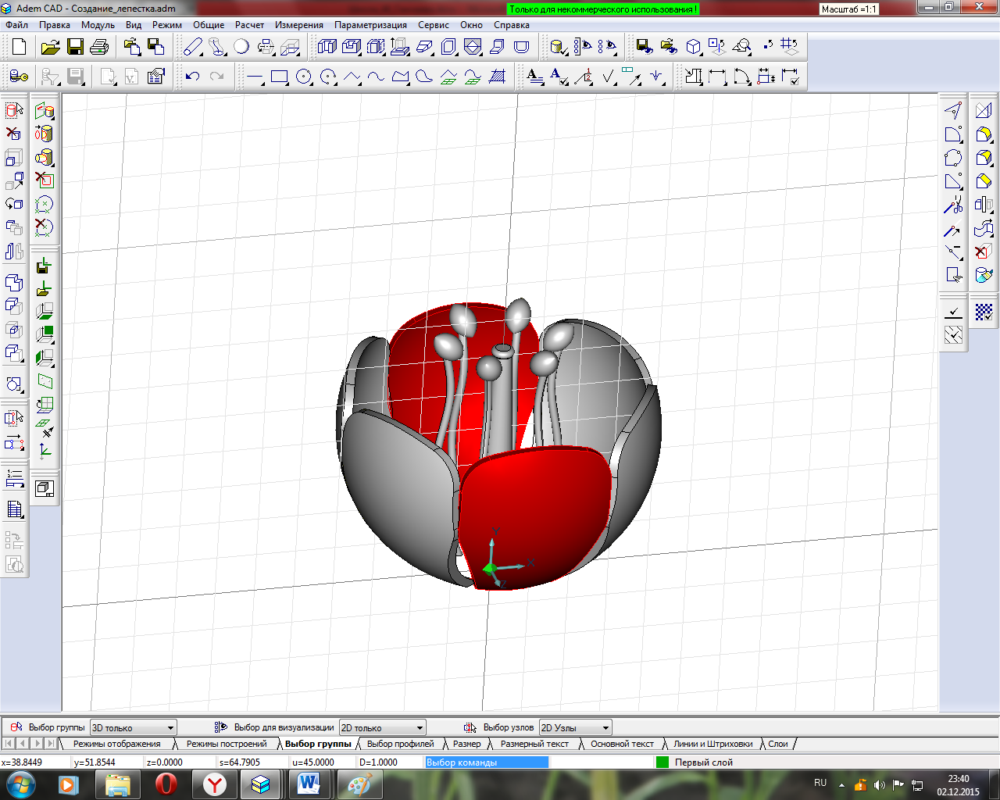 Adem CAD - Создание_лепестка.adm
Только для некоммерческого использования !
Масштаб =1:1
Файл Правка Модуль Вид Режим Общие Расчет Измерения Параметризация Сервис Окно Справка
Y
X
Z
Выбор группы 3D только Выбор для визуализации 2D только Выбор узлов 2D Узлы
Режимы отображения Режимы построений Выбор группы Выбор профилей Размер Размерный текст Основной текст Линии и Штриховки Слои
x=38.8449 y=51.8544 z=0.0000 s=64.7905 u=45.0000 D=1.0000 Выбор команды Первый слой
RU
23:40
02.12.2015